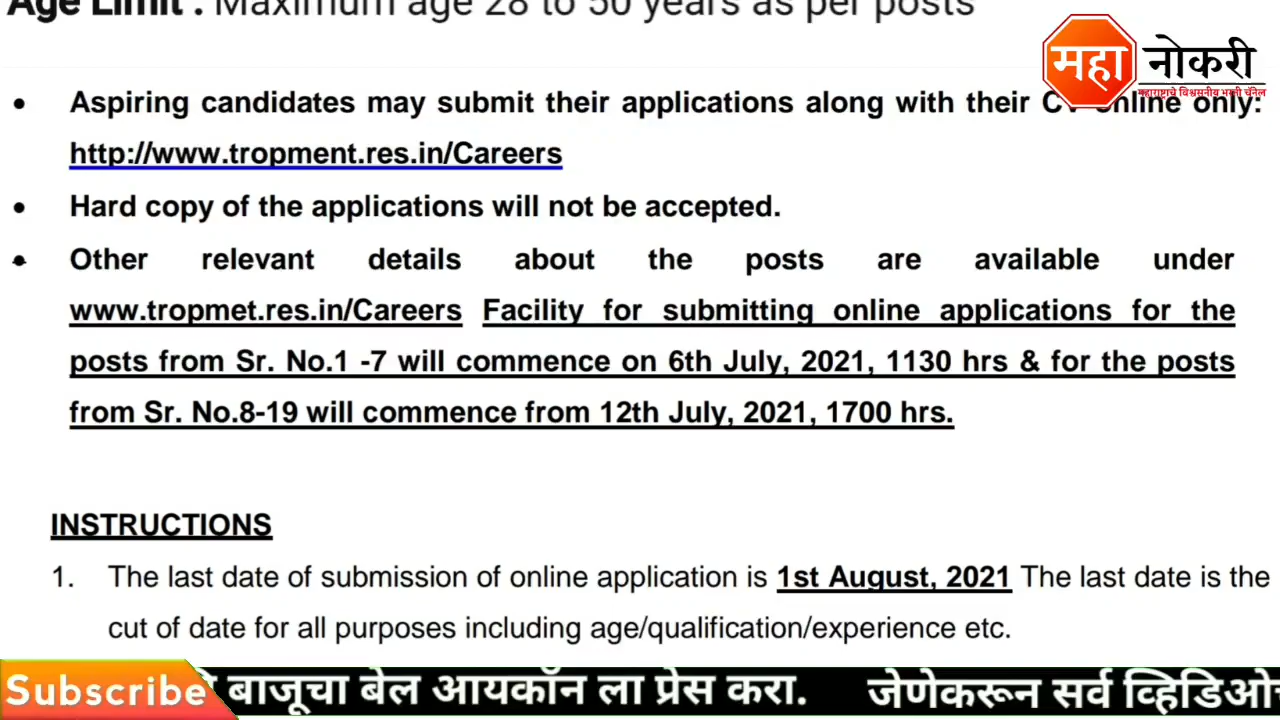 Age Limit : Maximum age 28 to 50 years as per posts
महा नोकरी
महाराष्ट्राचे विश्वसनीय भरती चॅनेल
• Aspiring candidates may submit their applications along with their CV online only:
http://www.tropment.res.in/Careers
• Hard copy of the applications will not be accepted.
• Other relevant details about the posts are available under
www.tropmet.res.in/Careers Facility for submitting online applications for the
posts from Sr. No.1 -7 will commence on 6th July, 2021, 1130 hrs & for the posts
from Sr. No.8-19 will commence from 12th July, 2021, 1700 hrs.
INSTRUCTIONS
1. The last date of submission of online application is 1st August, 2021 The last date is the
cut of date for all purposes including age/qualification/experience etc.
Subscribe बाजूचा बेल आयकॉन ला प्रेस करा. जेणेकरून सर्व